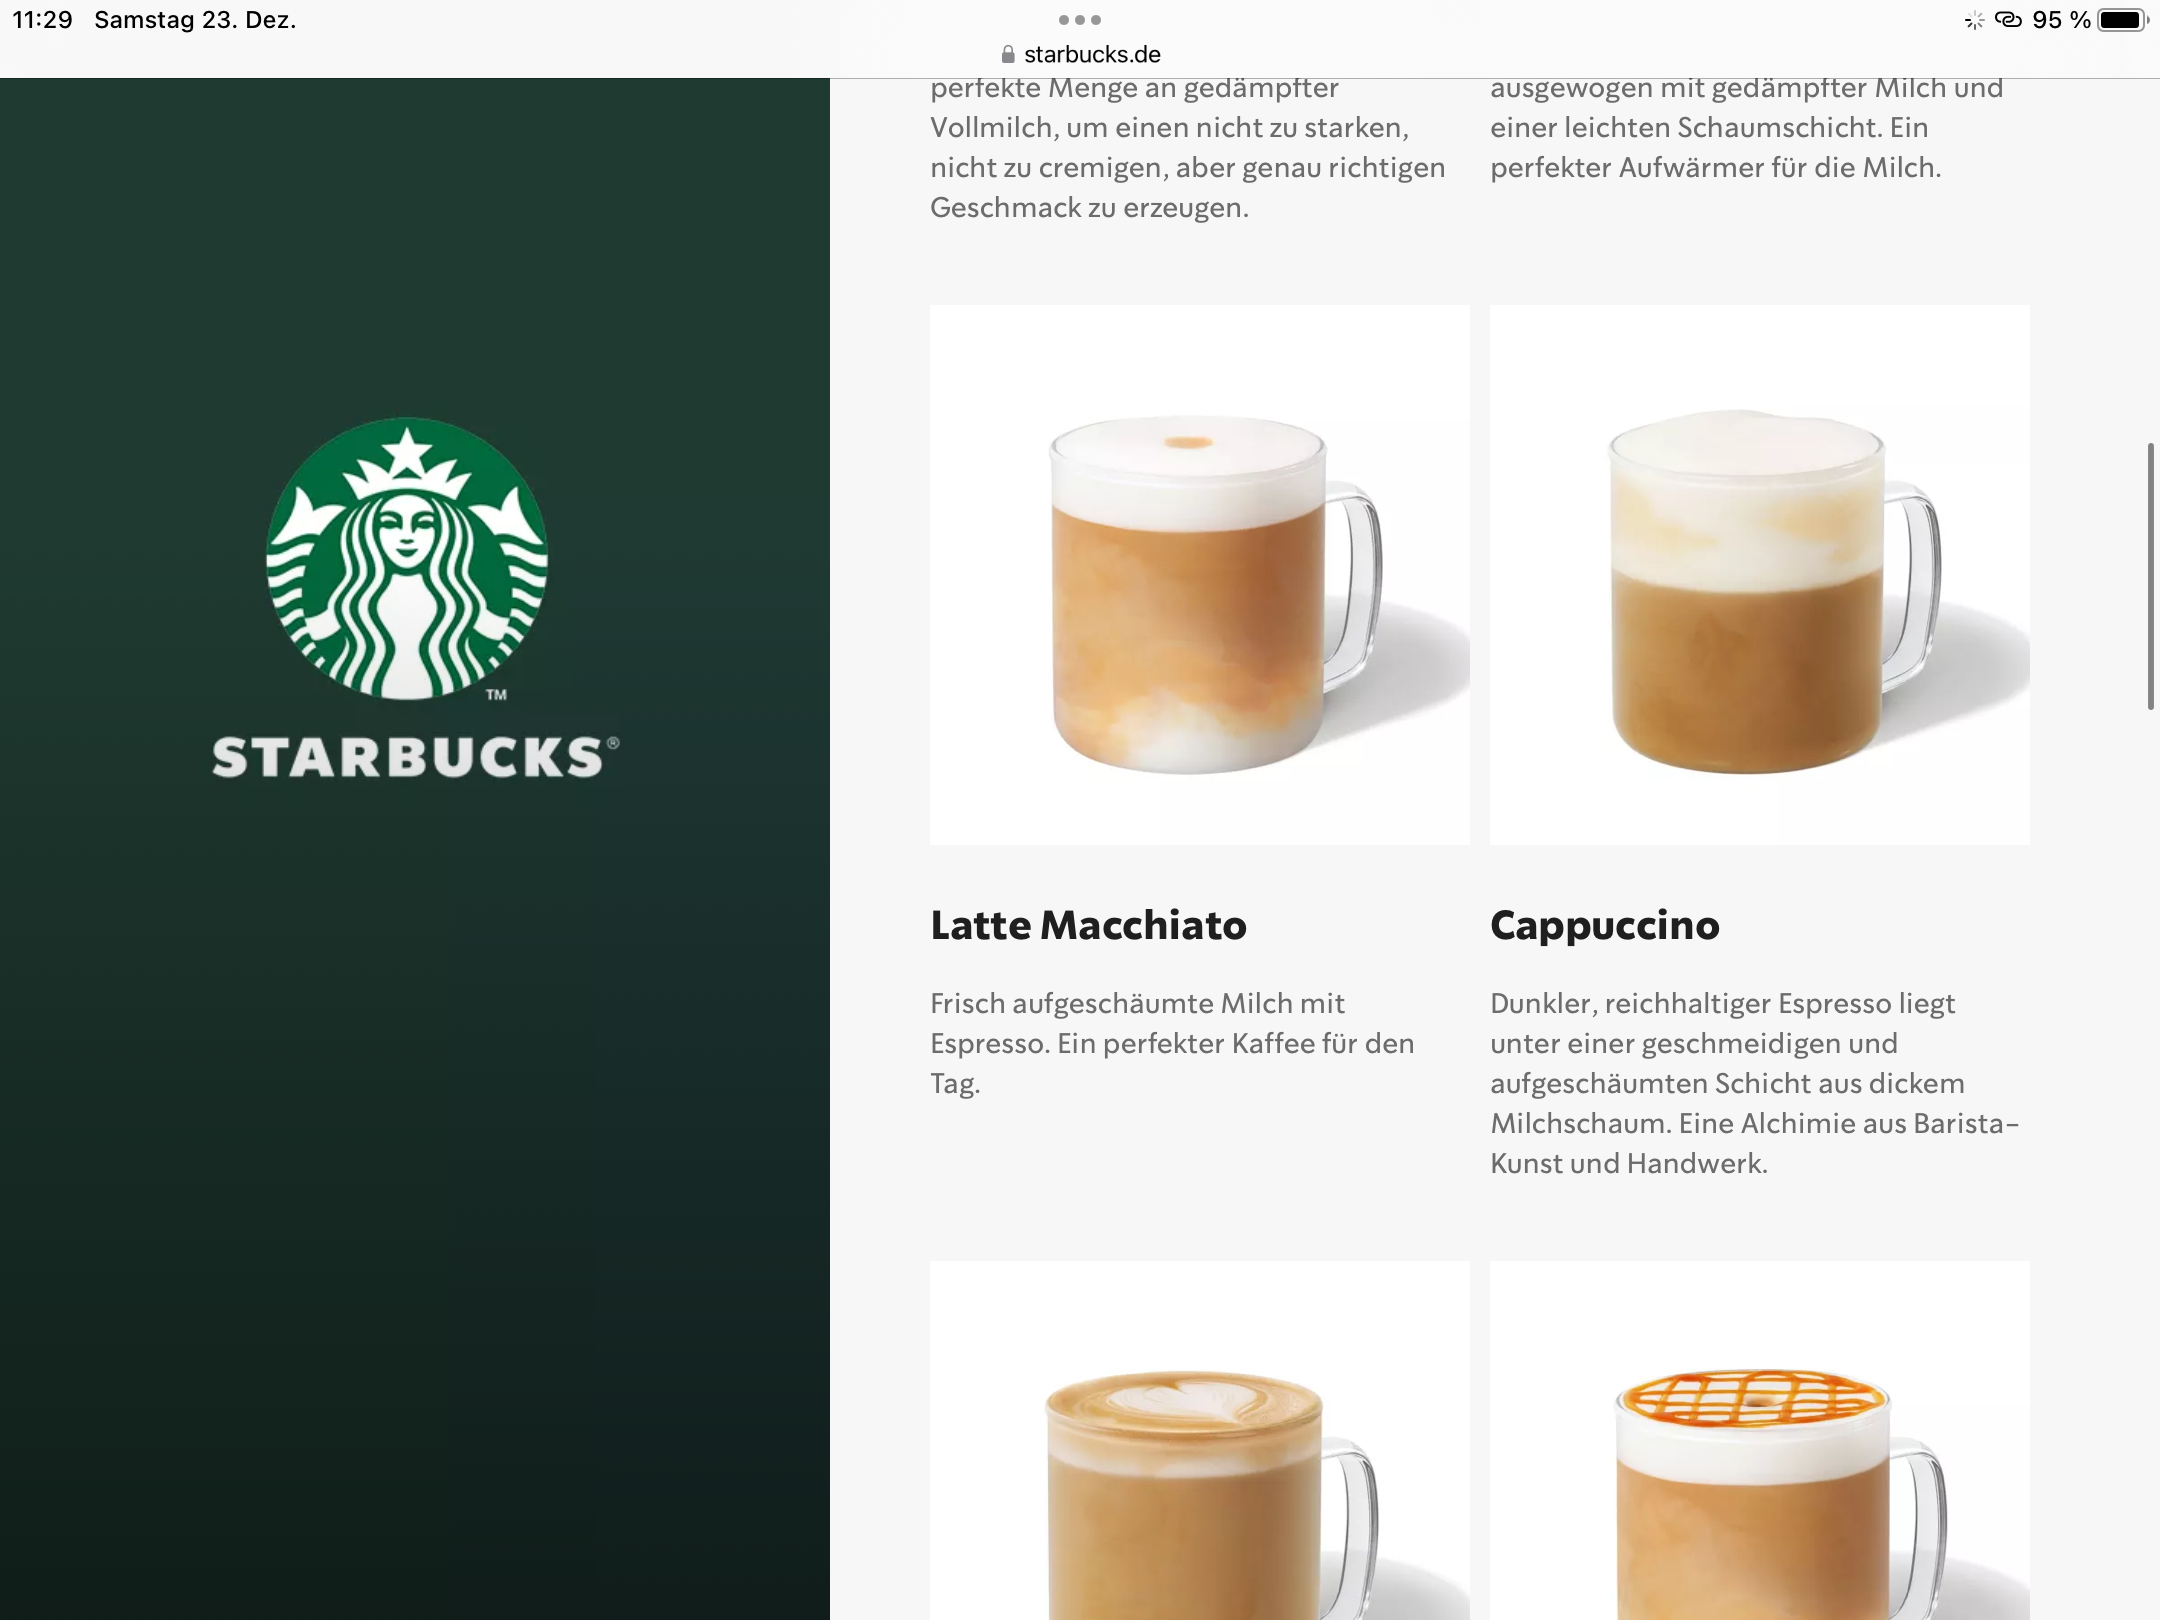 11:29 Samstag 23. Dez.
95 %
starbucks.de
perfekte Menge an gedämpfter
Vollmilch, um einen nicht zu starken,
nicht zu cremigen, aber genau richtigen
Geschmack zu erzeugen.
ausgewogen mit gedämpfter Milch und
einer leichten Schaumschicht. Ein
perfekter Aufwärmer für die Milch.
TM
STARBUCKS®
Latte Macchiato
Frisch aufgeschäumte Milch mit
Espresso. Ein perfekter Kaffee für den
Tag.
Cappuccino
Dunkler, reichhaltiger Espresso liegt
unter einer geschmeidigen und
aufgeschäumten Schicht aus dickem
Milchschaum. Eine Alchimie aus Barista-
Kunst und Handwerk.